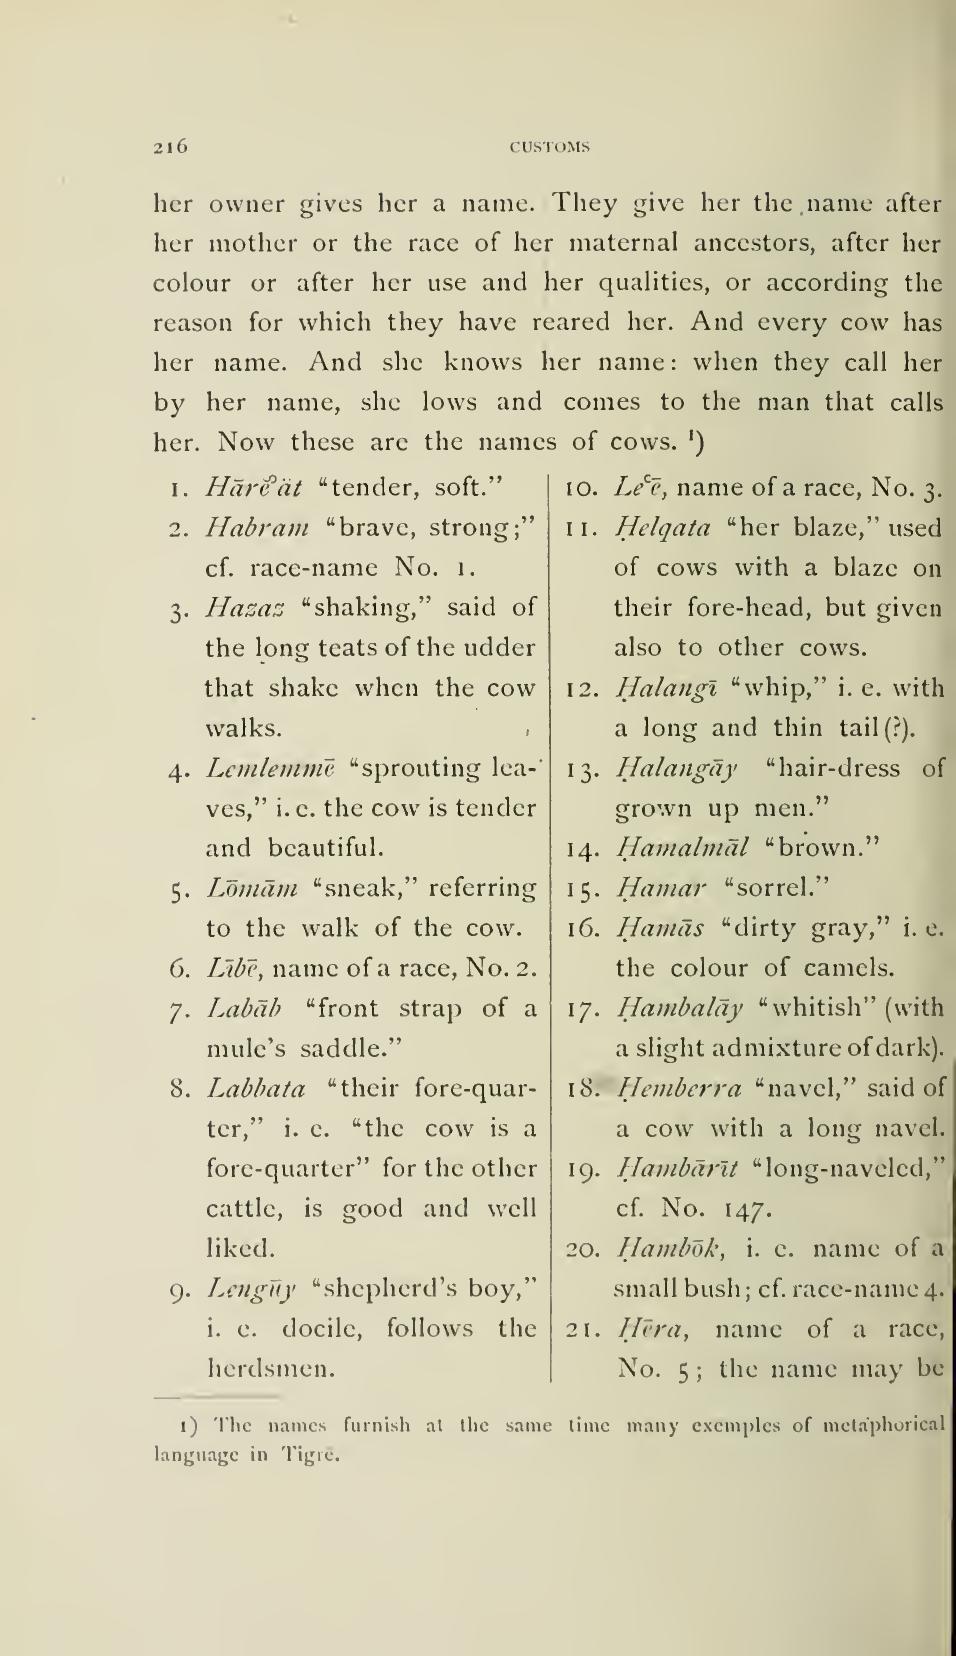 216 CUSTOMS
her owner gives her a name. They give her the name after
her mother or the race of her maternal ancestors, after her
colour or after her use and her qualities, or according the
reason for which they have reared her. And every cow has
her name. And she knows her name: when they call her
by her name, she lows and comes to the man that calls
her. Now these are the names of cows. ¹)
1. Hārĕʾät “tender, soft.”
2. Habram “brave, strong;”
cf. race-name No. 1.
3. Hazaz “shaking,” said of
the long teats of the udder
that shake when the cow
walks.
4. Lemlemmē “sprouting lea-
ves,” i. e. the cow is tender
and beautiful.
5. Lōmām “sneak,” referring
to the walk of the cow.
6. Lībē, name of a race, No. 2.
7. Labāb “front strap of a
mule’s saddle.”
8. Labbata “their fore-quar-
ter,” i. e. “the cow is a
fore-quarter” for the other
cattle, is good and well
liked.
9. Lengūy “shepherd’s boy,”
i. e. docile, follows the
herdsmen.
10. Leʿē, name of a race, No. 3.
11. Ḥelqata “her blaze,” used
of cows with a blaze on
their fore-head, but given
also to other cows.
12. Ḥalangī “whip,” i. e. with
a long and thin tail (?).
13. Ḥalangāy “hair-dress of
grown up men.”
14. Ḥamalmāl “brown.”
15. Ḥamar “sorrel.”
16. Ḥamās “dirty gray,” i. e.
the colour of camels.
17. Ḥambalāy “whitish” (with
a slight admixture of dark).
18. Ḥemberra “navel,” said of
a cow with a long navel.
19. Ḥambārīt “long-naveled,”
cf. No. 147.
20. Ḥambōk, i. e. name of a
small bush; cf. race-name 4.
21. Ḥēra, name of a race,
No. 5; the name may be
1) The names furnish at the same time many exemples of metaphorical
language in Tigrē.